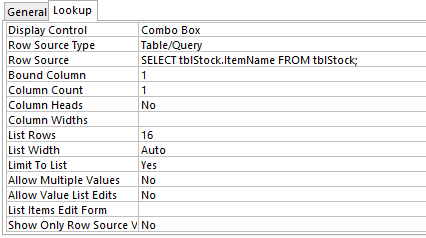 General Lookup
Display Control Combo Box
Row Source Type Table/Query
Row Source SELECT tblStock.ItemName FROM tblStock;
Bound Column 1
Column Count 1
Column Heads No
Column Widths
List Rows 16
List Width Auto
Limit To List Yes
Allow Multiple Values No
Allow Value List Edits No
List Items Edit Form
Show Only Row Source V No